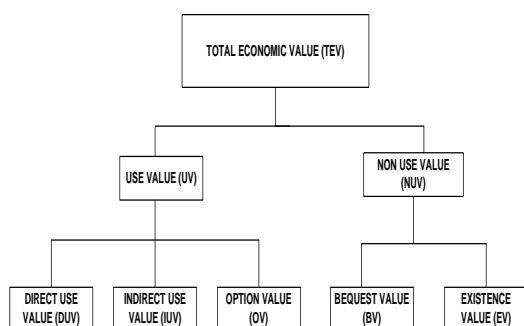 TOTAL ECONOMIC VALUE (TEV)
USE VALUE (UV)
NON USE VALUE
(NUV)
DIRECT USE
VALUE (DUV)
INDIRECT USE
VALUE (IUV)
OPTION VALUE
(OV)
BEQUEST VALUE
(BV)
EXISTENCE
VALUE (EV)